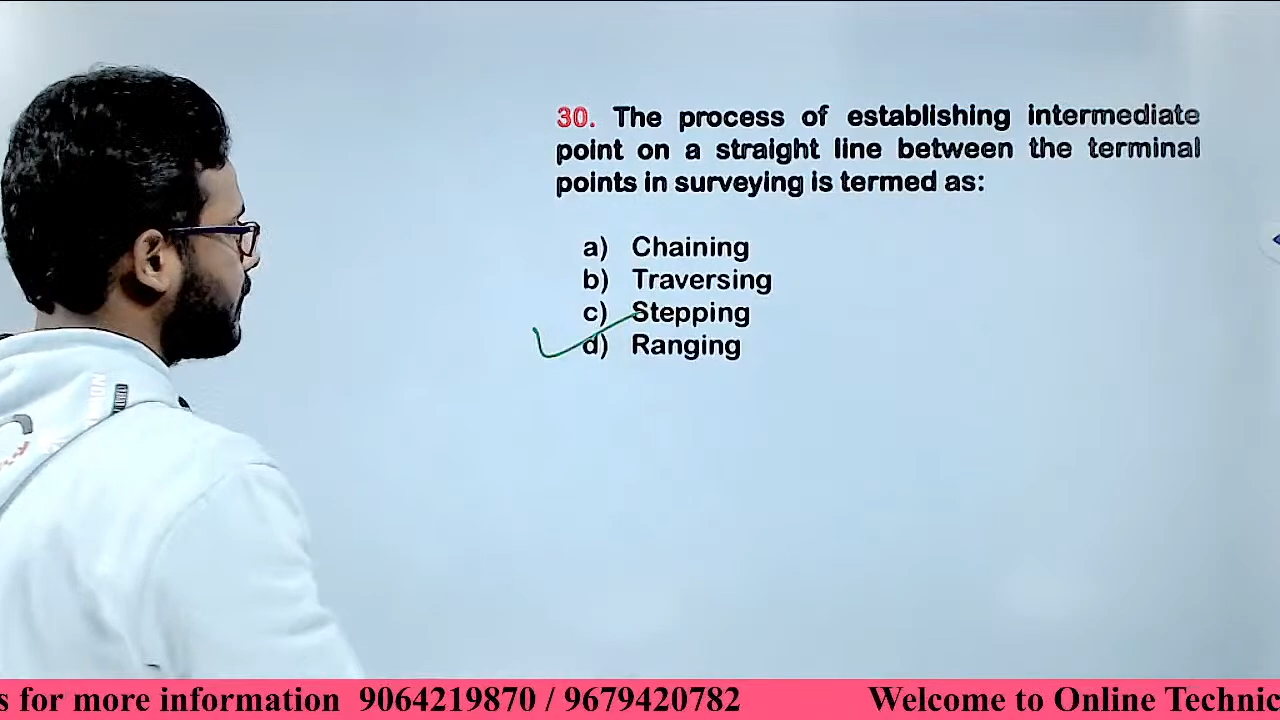 30. The process of establishing intermediate
point on a straight line between the terminal
points in surveying is termed as:
a) Chaining
b) Traversing
c) Stepping
d) Ranging
s for more information 9064219870 / 9679420782 Welcome to Online Technic